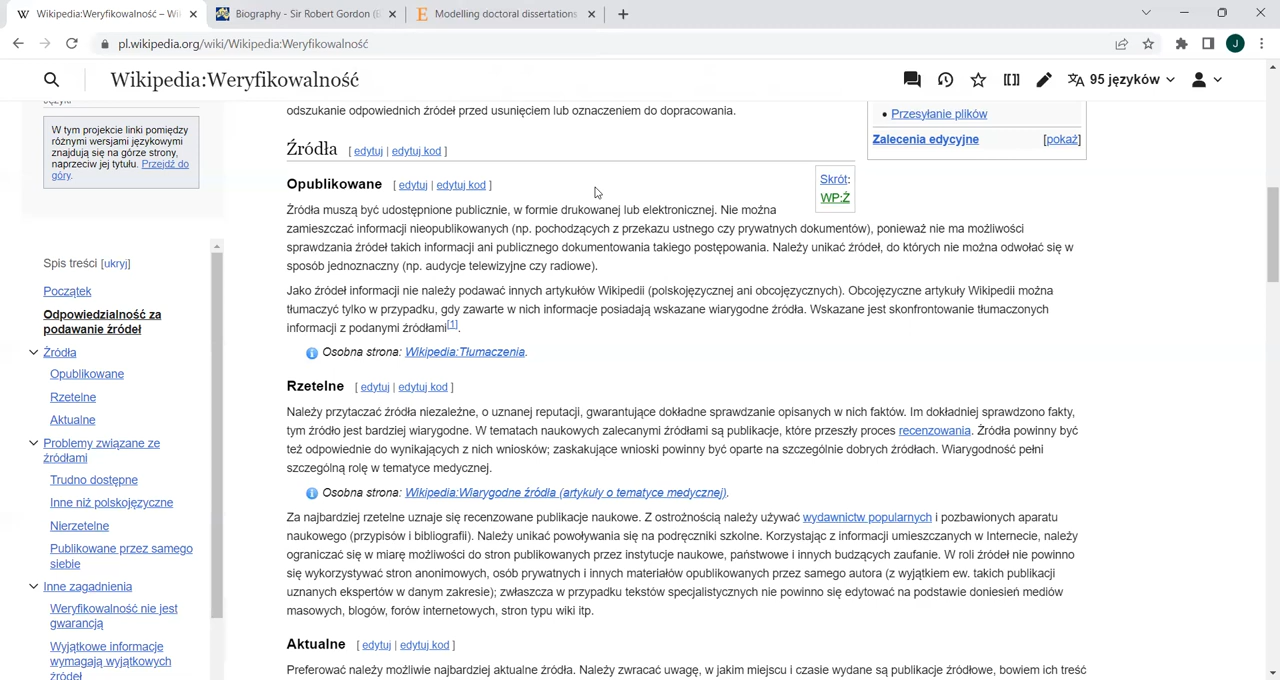 Wikipedia:Weryfikowalność – Wi
Biography - Sir Robert Gordon (B
Modelling doctoral dissertations
pl.wikipedia.org/wiki/Wikipedia:Weryfikowalność
J
Wikipedia:Weryfikowalność
95 języków
W tym projekcie linki pomiędzy
różnymi wersjami językowymi
znajdują się na górze strony,
naprzeciw jej tytułu. Przejdź do
góry.
Spis treści [ukryj]
Początek
Odpowiedzialność za
podawanie źródeł
Źródła
Opublikowane
Rzetelne
Aktualne
Problemy związane ze
źródłami
Trudno dostępne
Inne niż polskojęzyczne
Nierzetelne
Publikowane przez samego
siebie
Inne zagadnienia
Weryfikowalność nie jest
gwarancją
Wyjątkowe informacje
wymagają wyjątkowych
źródeł
odszukanie odpowiednich źródeł przed usunięciem lub oznaczeniem do dopracowania.
Źródła [ edytuj | edytuj kod ]
Opublikowane [ edytuj | edytuj kod ]
Źródła muszą być udostępnione publicznie, w formie drukowanej lub elektronicznej. Nie można
zamieszczać informacji nieopublikowanych (np. pochodzących z przekazu ustnego czy prywatnych dokumentów), ponieważ nie ma możliwości
sprawdzania źródeł takich informacji ani publicznego dokumentowania takiego postępowania. Należy unikać źródeł, do których nie można odwołać się w
sposób jednoznaczny (np. audycje telewizyjne czy radiowe).
Jako źródeł informacji nie należy podawać innych artykułów Wikipedii (polskojęzycznej ani obcojęzycznych). Obcojęzyczne artykuły Wikipedii można
tłumaczyć tylko w przypadku, gdy zawarte w nich informacje posiadają wskazane wiarygodne źródła. Wskazane jest skonfrontowanie tłumaczonych
informacji z podanymi źródłami[1].
Osobna strona: Wikipedia:Tłumaczenia.
Rzetelne [ edytuj | edytuj kod ]
Należy przytaczać źródła niezależne, o uznanej reputacji, gwarantujące dokładne sprawdzanie opisanych w nich faktów. Im dokładniej sprawdzono fakty,
tym źródło jest bardziej wiarygodne. W tematach naukowych zalecanymi źródłami są publikacje, które przeszły proces recenzowania. Źródła powinny być
też odpowiednie do wynikających z nich wniosków; zaskakujące wnioski powinny być oparte na szczególnie dobrych źródłach. Wiarygodność pełni
szczególną rolę w tematyce medycznej.
Osobna strona: Wikipedia:Wiarygodne źródła (artykuły o tematyce medycznej).
Za najbardziej rzetelne uznaje się recenzowane publikacje naukowe. Z ostrożnością należy używać wydawnictw popularnych i pozbawionych aparatu
naukowego (przypisów i bibliografii). Należy unikać powoływania się na podręczniki szkolne. Korzystając z informacji umieszczanych w Internecie, należy
ograniczać się w miarę możliwości do stron publikowanych przez instytucje naukowe, państwowe i innych budzących zaufanie. W roli źródeł nie powinno
się wykorzystywać stron anonimowych, osób prywatnych i innych materiałów opublikowanych przez samego autora (z wyjątkiem ew. takich publikacji
uznanych ekspertów w danym zakresie); zwłaszcza w przypadku tekstów specjalistycznych nie powinno się edytować na podstawie doniesień mediów
masowych, blogów, forów internetowych, stron typu wiki itp.
Aktualne [ edytuj | edytuj kod ]
Preferować należy możliwie najbardziej aktualne źródła. Należy zwracać uwagę, w jakim miejscu i czasie wydane są publikacje źródłowe, bowiem ich treść
Skrót:
WP:Ź
• Przesyłanie plików
Zalecenia edycyjne [pokaż]